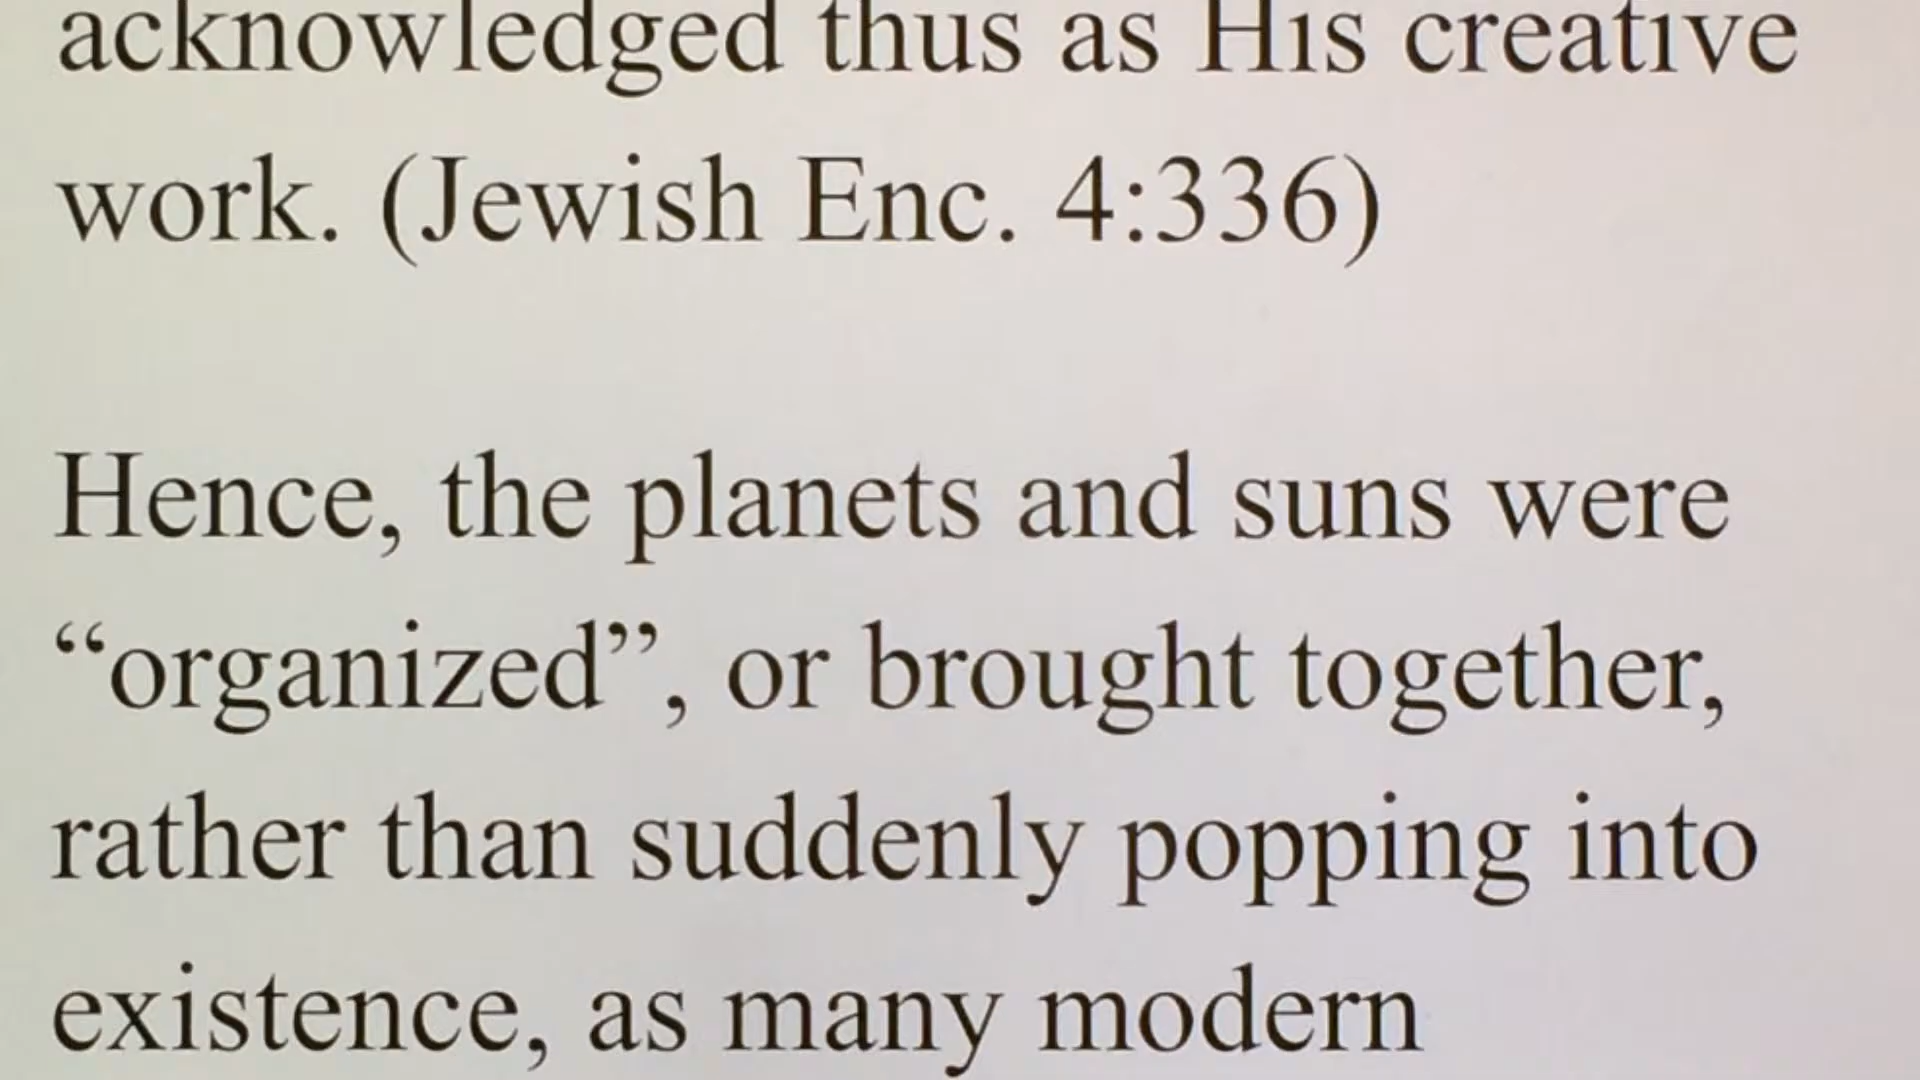 acknowledged thus as His creative
work. (Jewish Enc. 4:336)
Hence, the planets and suns were
“organized”, or brought together,
rather than suddenly popping into
existence, as many modern